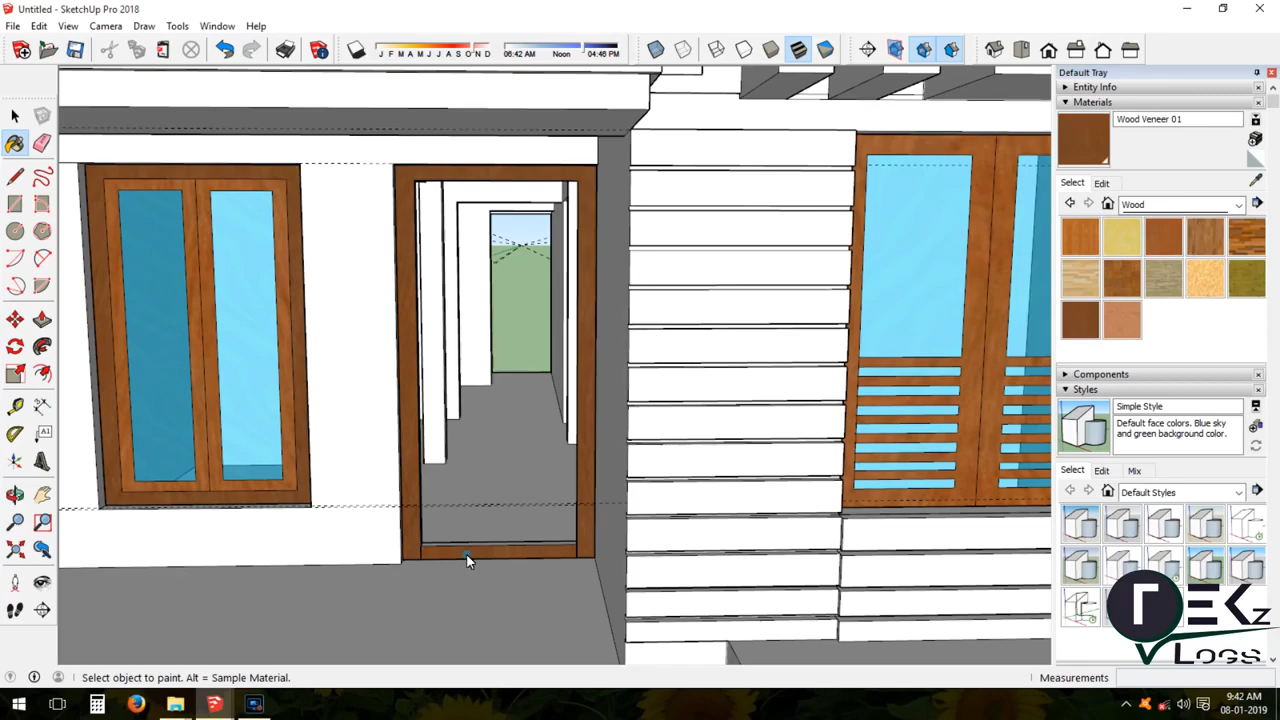 Untitled - SketchUp Pro 2018
File Edit View Camera Draw Tools Window Help
J F M A M J J A S O N D
06:42 AM Noon 04:46 PM
Default Tray
Entity Info
Materials
Wood Veneer 01
Select Edit
Wood
Components
Styles
Simple Style
Default face colors. Blue sky and green background color.
Select Edit Mix
Default Styles
A1
TEKz
VLogs
Select object to paint. Alt = Sample Material.
Measurements
9:42 AM
08-01-2019